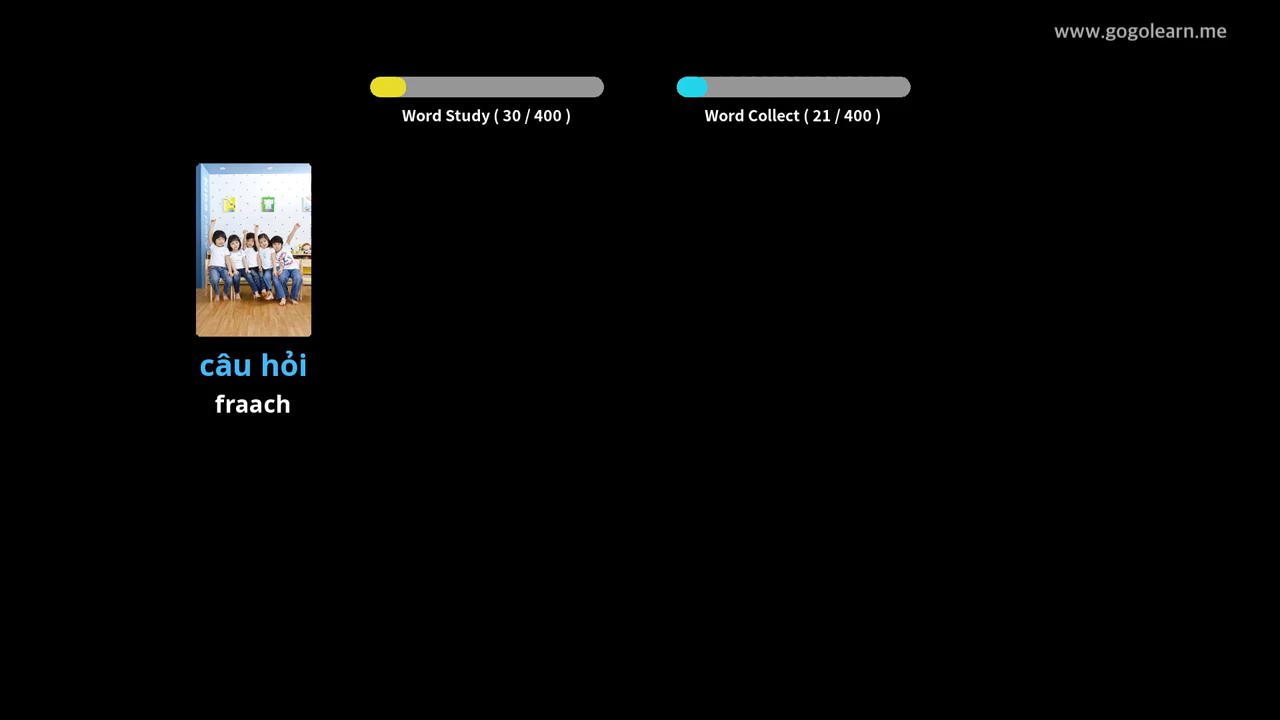 www.gogolearn.me
Word Study ( 30 / 400 )
Word Collect ( 21 / 400 )
câu hỏi
fraach